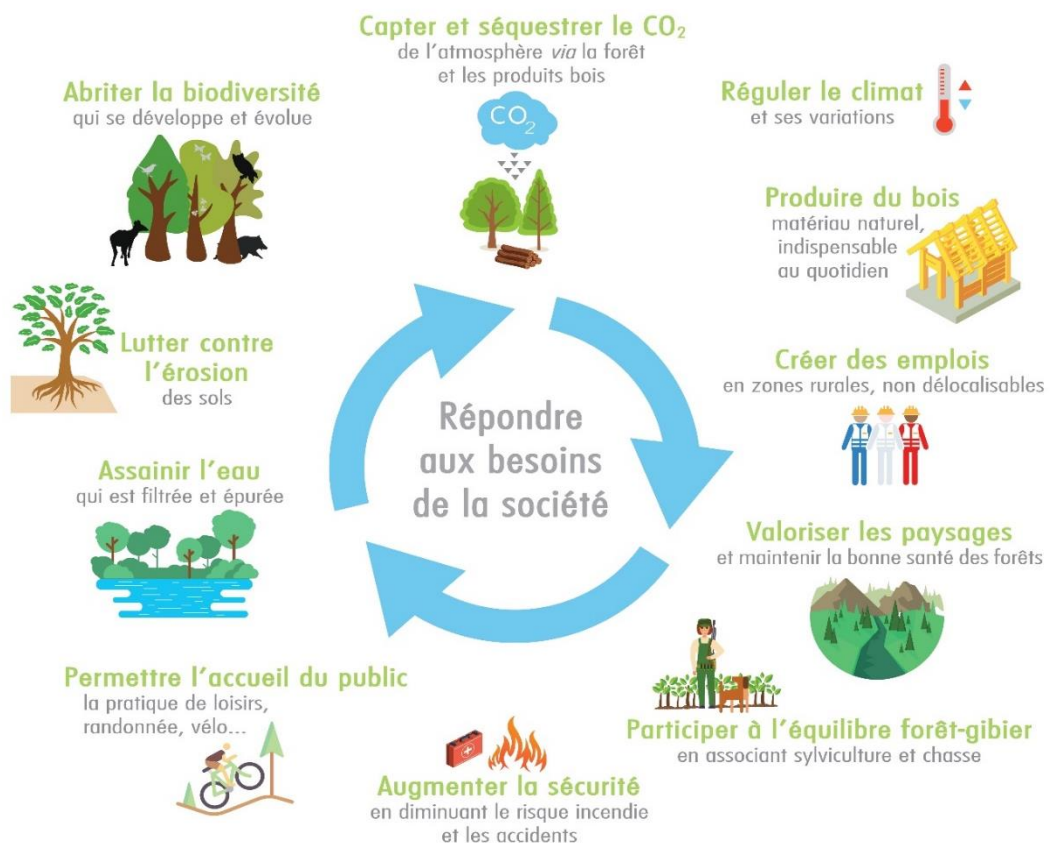 Capter et séquestrer le CO₂
de l'atmosphère via la forêt
et les produits bois
CO₂
Réguler le climat
et ses variations
Produire du bois
matériau naturel,
indispensable
au quotidien
Créer des emplois
en zones rurales, non délocalisables
Valoriser les paysages
et maintenir la bonne santé des forêts
Participer à l'équilibre forêt-gibier
en associant sylviculture et chasse
Augmenter la sécurité
en diminuant le risque incendie
et les accidents
Permettre l'accueil du public
la pratique de loisirs,
randonnée, vélo...
Assainir l'eau
qui est filtrée et épurée
Lutter contre
l'érosion
des sols
Abriter la biodiversité
qui se développe et évolue
Répondre
aux besoins
de la société